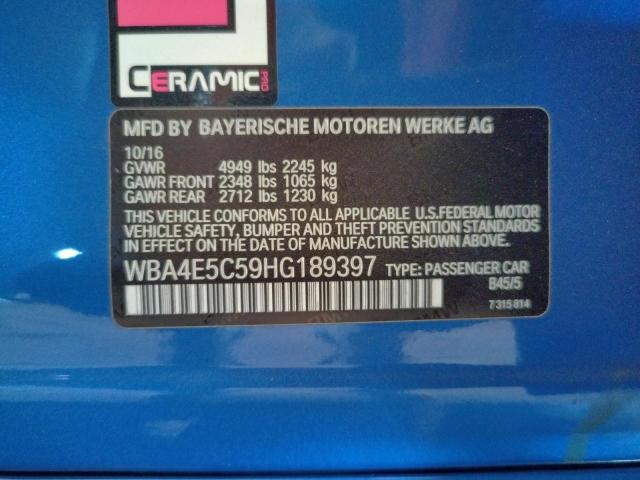 CERAMIC PRO
MFD BY BAYERISCHE MOTOREN WERKE AG
10/16
GVWR 4949 lbs 2245 kg
GAWR FRONT 2348 lbs 1065 kg
GAWR REAR 2712 lbs 1230 kg
THIS VEHICLE CONFORMS TO ALL APPLICABLE U.S.FEDERAL MOTOR
VEHICLE SAFETY, BUMPER AND THEFT PREVENTION STANDARDS
IN EFFECT ON THE DATE OF MANUFACTURE SHOWN ABOVE.
WBA4E5C59HG189397 TYPE: PASSENGER CAR
B45/5
7315814